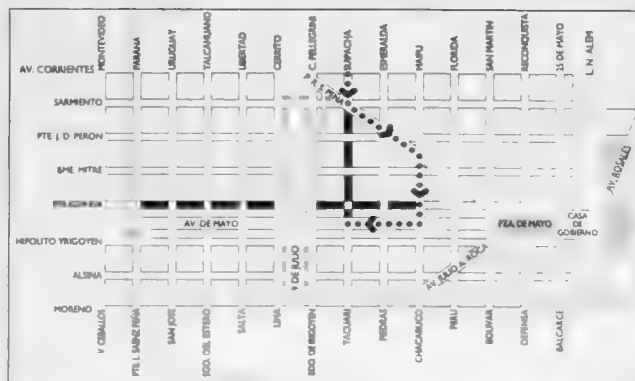 MONTEVIDEO
PARANA
URUGUAY
TALCAHUANO
LIBERTAD
CERRITO
C. PELLEGRINI
SUIPACHA
ESMERALDA
MAIPU
FLORIDA
SAN MARTIN
RECONQUISTA
25 DE MAYO
L. N. ALEM
AV. CORRIENTES
SARMIENTO
PTE. J. D. PERON
BME. MITRE
AV. DE MAYO
HIPOLITO YRIGOYEN
ALSINA
MORENO
9 DE JULIO
AV. JULIO A. ROCA
PZA. DE MAYO
CASA
DE
GOBIERNO
AV. ROSALES
V. CEBALLOS
PTE. L. SAENZ PEÑA
SAN JOSE
SGO. DEL ESTERO
SALTA
LIMA
BDO. DE IRIGOYEN
TACUARI
PIEDRAS
CHACABUCO
PERU
BOLIVAR
DEFENSA
BALCARCE